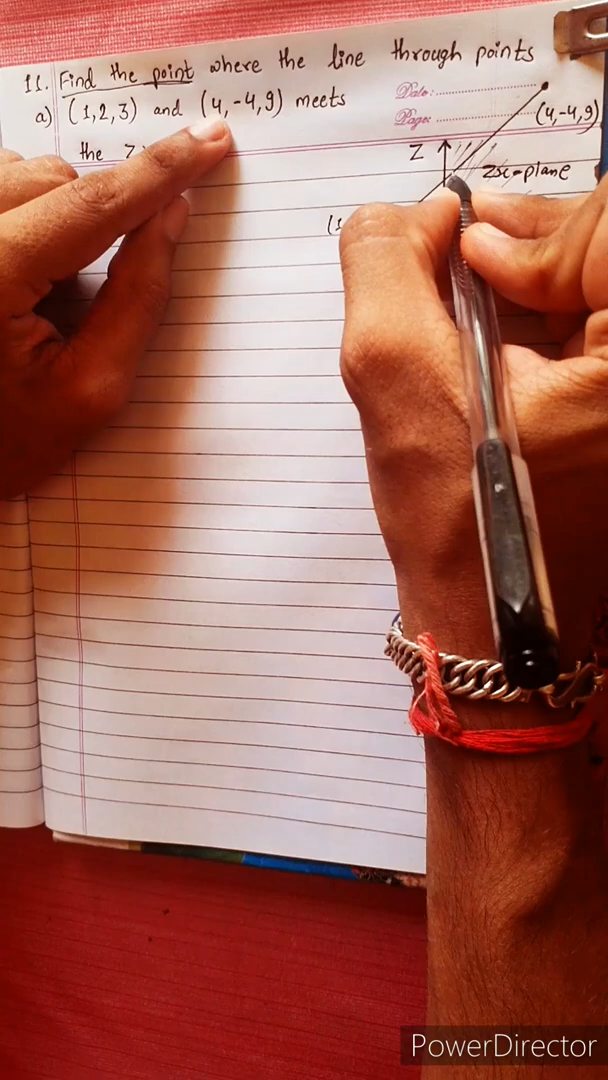 11. Find the point where the line through points
a) (1,2,3) and (4,-4,9) meets
the
Date:
Page:
(4,-4,9)
Z
zx-plane
(1
PowerDirector